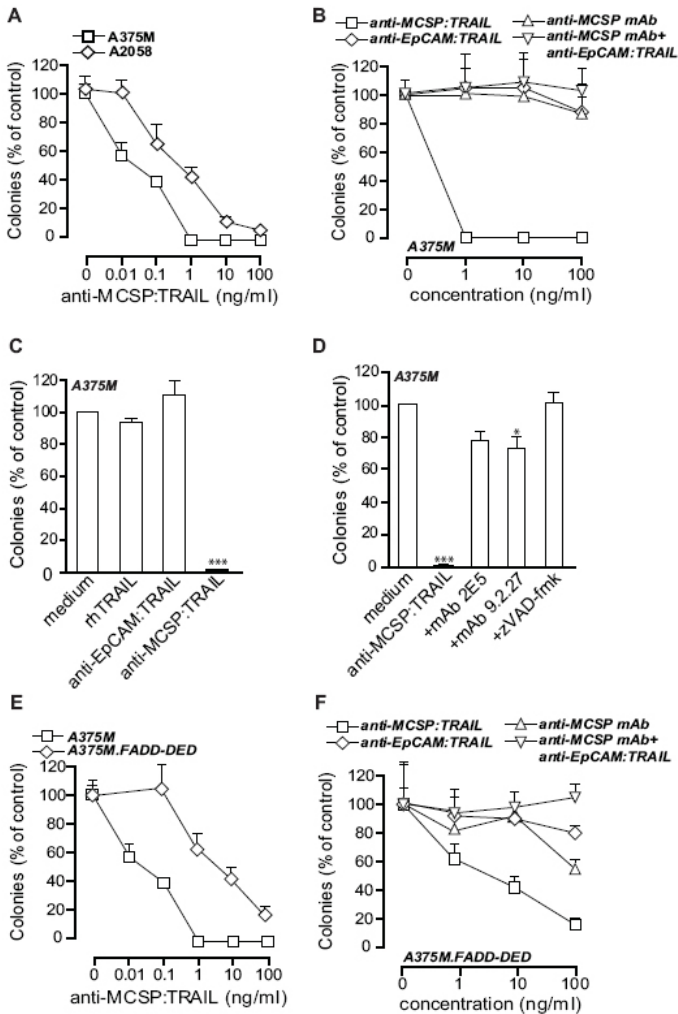 A
A375M
A2058
Colonies (% of control)
120
100
80
60
40
20
0
0 0.01 0.1 1 10 100
anti-MCSP:TRAIL (ng/ml)
B
anti-MCSP:TRAIL
anti-EpCAM:TRAIL
anti-MCSP mAb
anti-MCSP mAb+
anti-EpCAM:TRAIL
Colonies (% of control)
120
100
80
60
40
20
0
A375M
0 1 10 100
concentration (ng/ml)
C
A375M
Colonies (% of control)
120
100
80
60
40
20
0
***
medium
rhTRAIL
anti-EpCAM:TRAIL
anti-MCSP:TRAIL
D
A375M
Colonies (% of control)
120
100
80
60
40
20
0
***
*
medium
anti-MCSP:TRAIL
+mAb 2E5
+mAb 9.2.27
+zVAD-fmk
E
A375M
A375M.FADD-DED
Colonies (% of control)
120
100
80
60
40
20
0
0 0.01 0.1 1 10 100
anti-MCSP:TRAIL (ng/ml)
F
anti-MCSP:TRAIL
anti-EpCAM:TRAIL
anti-MCSP mAb
anti-MCSP mAb+
anti-EpCAM:TRAIL
Colonies (% of control)
120
100
80
60
40
20
0
A375M.FADD-DED
0 1 10 100
concentration (ng/ml)